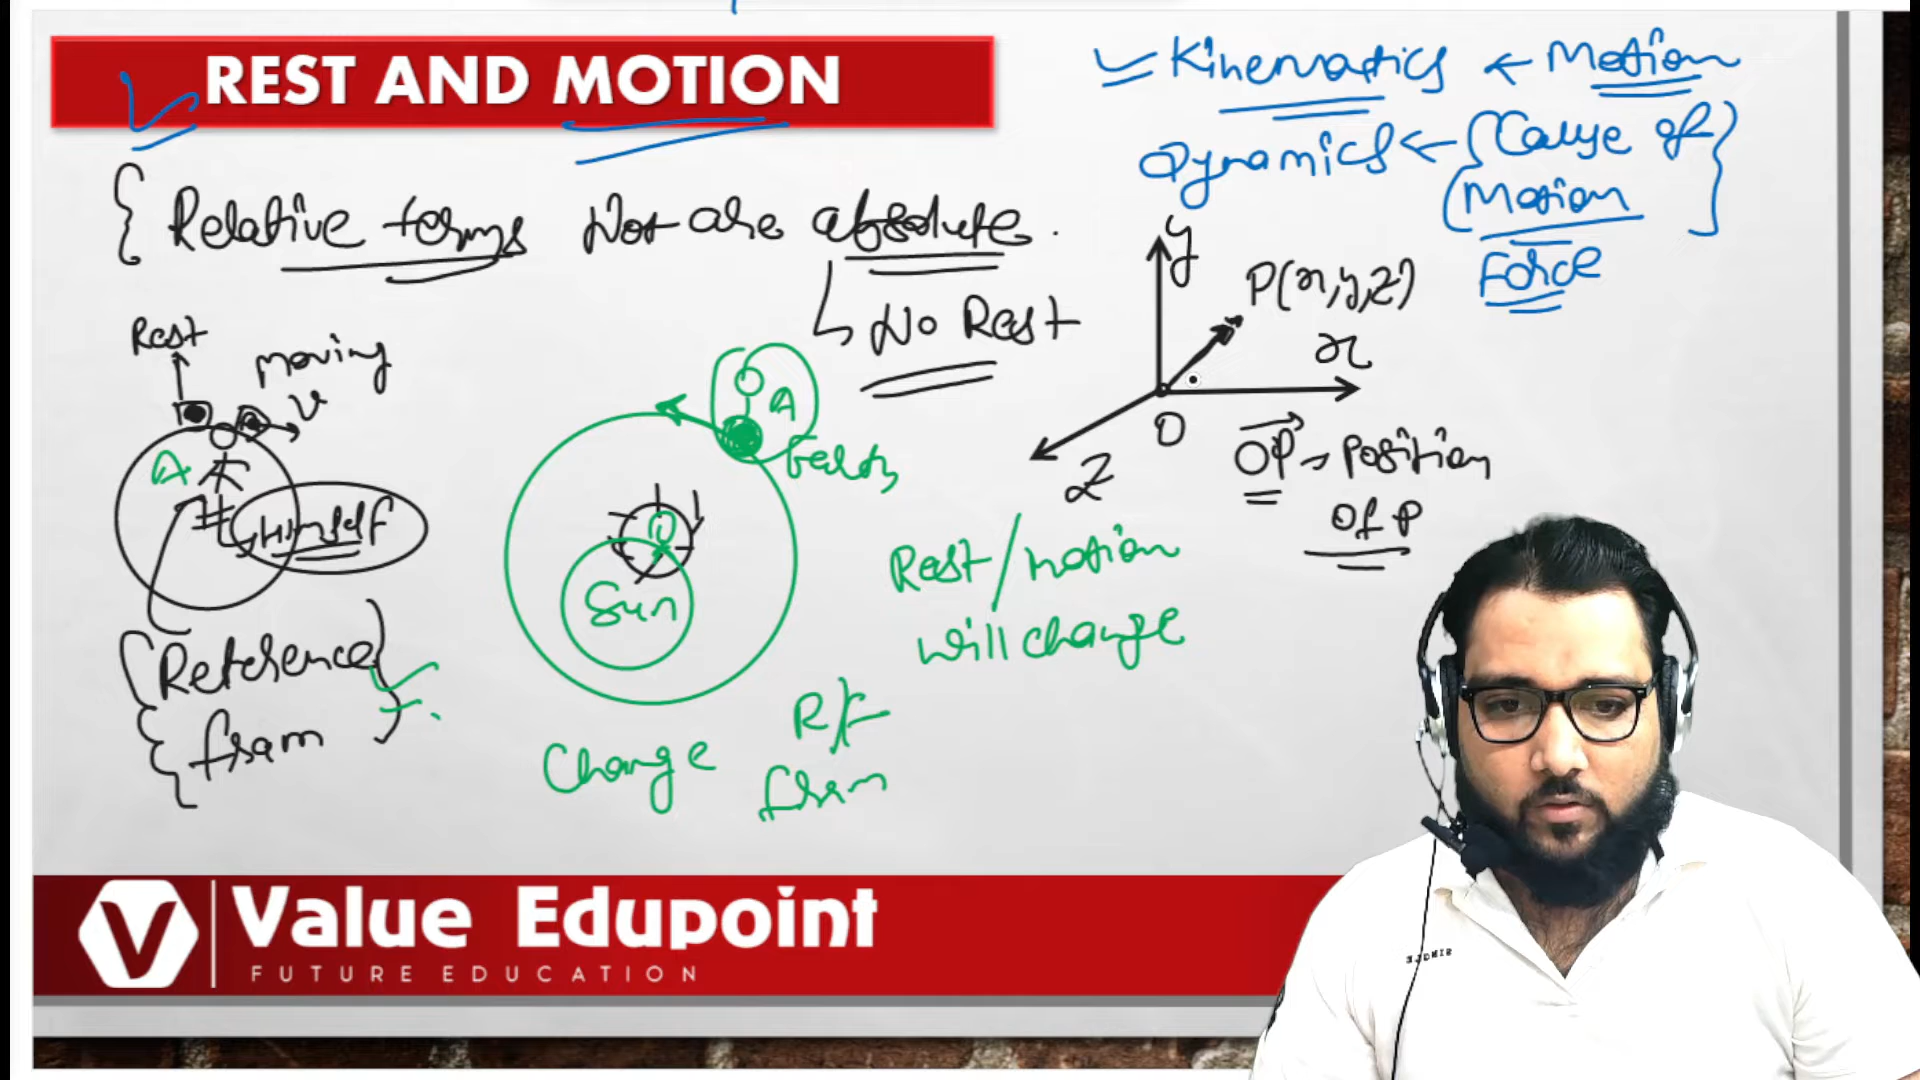 REST AND MOTION
Kinematics ← Motion
Dynamics ← Cause of
Motion
Force
Relative terms Not are absolute.
No Rest
Rest
moving
v
A
Himself
Reference
fram
A
Earth
O
Sun
Change R/F
fram
Rest/motion
will change
y
P(x,y,z)
x
O
Z
OP → Position
of P
Value Edupoint
FUTURE EDUCATION